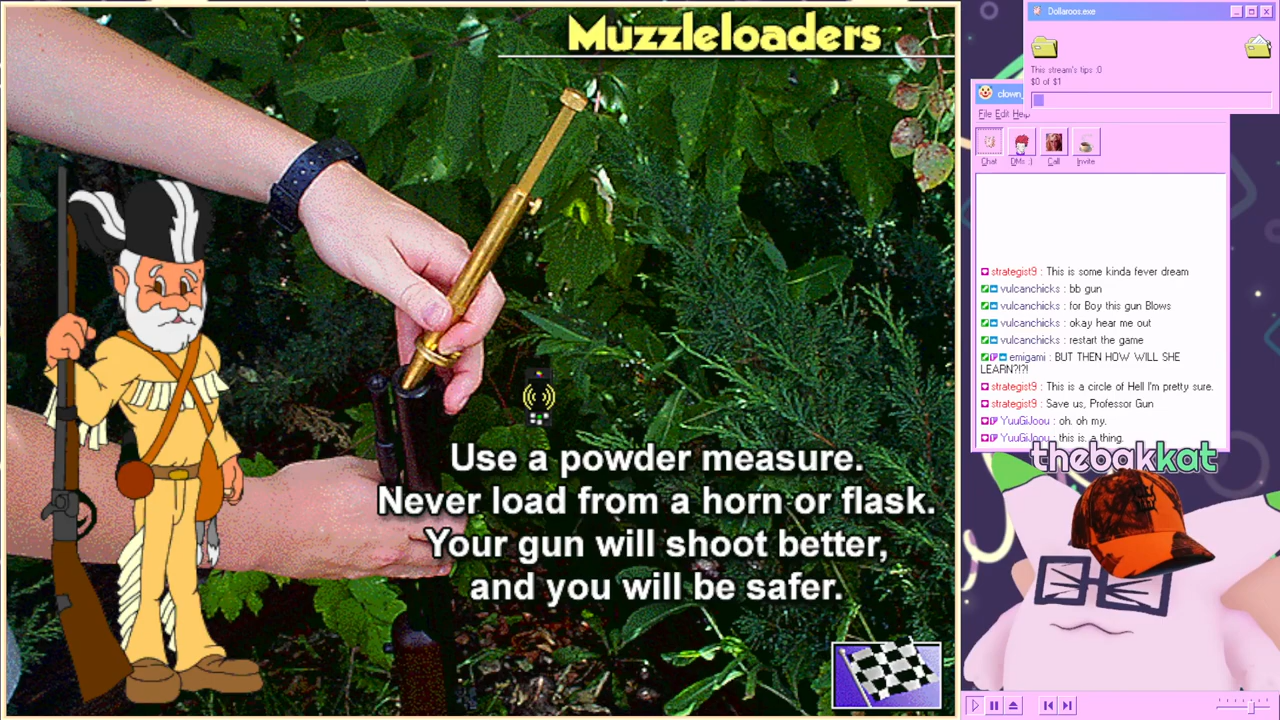 Muzzleloaders
Use a powder measure.
Never load from a horn or flask.
Your gun will shoot better,
and you will be safer.
Dollaroos.exe
This stream's tips :0
$0 of $1
clown
File Edit Help
Chat DMs :) Call Invite
strategist9 : This is some kinda fever dream
vulcanchicks : bb gun
vulcanchicks : for Boy this gun Blows
vulcanchicks : okay hear me out
vulcanchicks : restart the game
emigami : BUT THEN HOW WILL SHE
LEARN?!?!
strategist9 : This is a circle of Hell I'm pretty sure.
strategist9 : Save us, Professor Gun
YuuGiJoou : oh. oh my.
YuuGiJoou : this is. a thing.
thebakkat